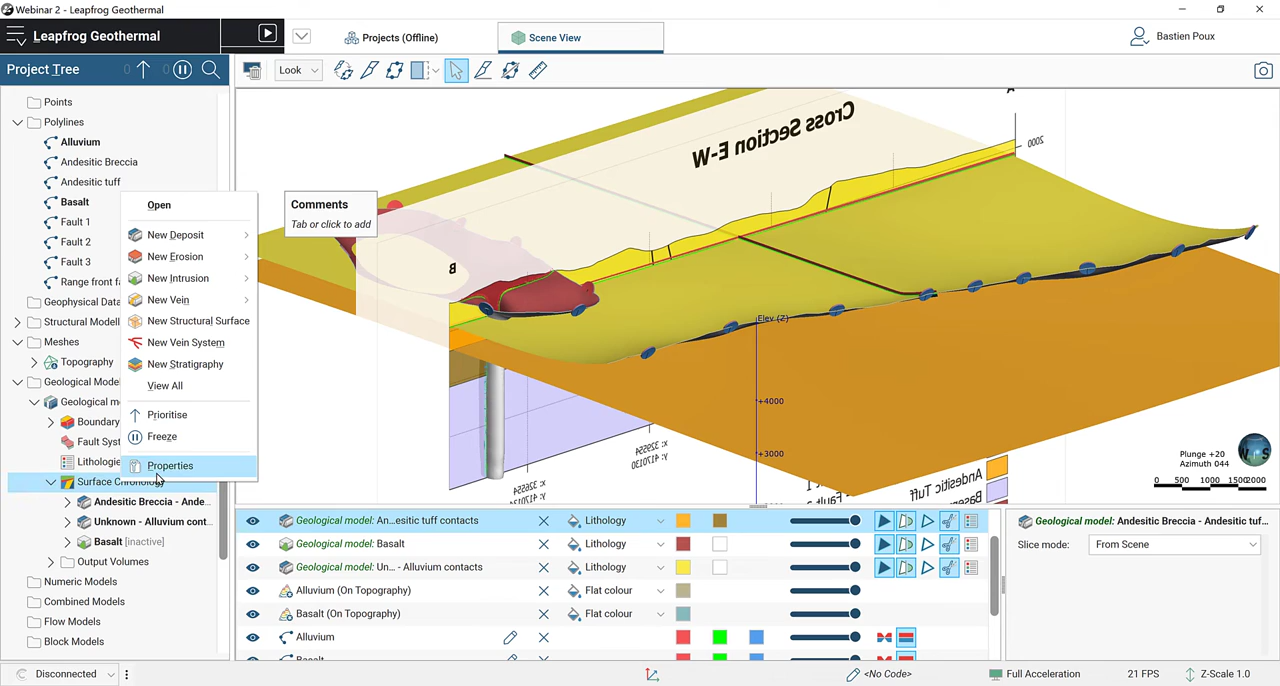 Webinar 2 - Leapfrog Geothermal
Leapfrog Geothermal
Projects (Offline)
Scene View
Bastien Poux
Project Tree
0
0
Look
Points
Polylines
Alluvium
Andesitic Breccia
Andesitic tuff
Basalt
Fault 1
Fault 2
Fault 3
Range front f
Geophysical Data
Structural Modell
Meshes
Topography
Geological Mode
Geological m
Boundary
Fault Syst
Lithologie
Surface Chronology
Andesitic Breccia - Ande...
Unknown - Alluvium cont...
Basalt [inactive]
Output Volumes
Numeric Models
Combined Models
Flow Models
Block Models
Open
New Deposit
New Erosion
New Intrusion
New Vein
New Structural Surface
New Vein System
New Stratigraphy
View All
Prioritise
Freeze
Properties
Comments
Tab or click to add
Cross Section E-W
A
2000
B
Elev (Z)
+4000
+3000
x: 326554
x: 329554
y: 4170130
Andesitic Tuff
Plunge +20
Azimuth 044
0 500 1000 1500 2000
Geological model: An...esitic tuff contacts
Lithology
Geological model: Basalt
Lithology
Geological model: Un... - Alluvium contacts
Lithology
Alluvium (On Topography)
Flat colour
Basalt (On Topography)
Flat colour
Alluvium
Geological model: Andesitic Breccia - Andesitic tuf...
Slice mode:
From Scene
Disconnected
<No Code>
Full Acceleration
21 FPS
Z-Scale 1.0